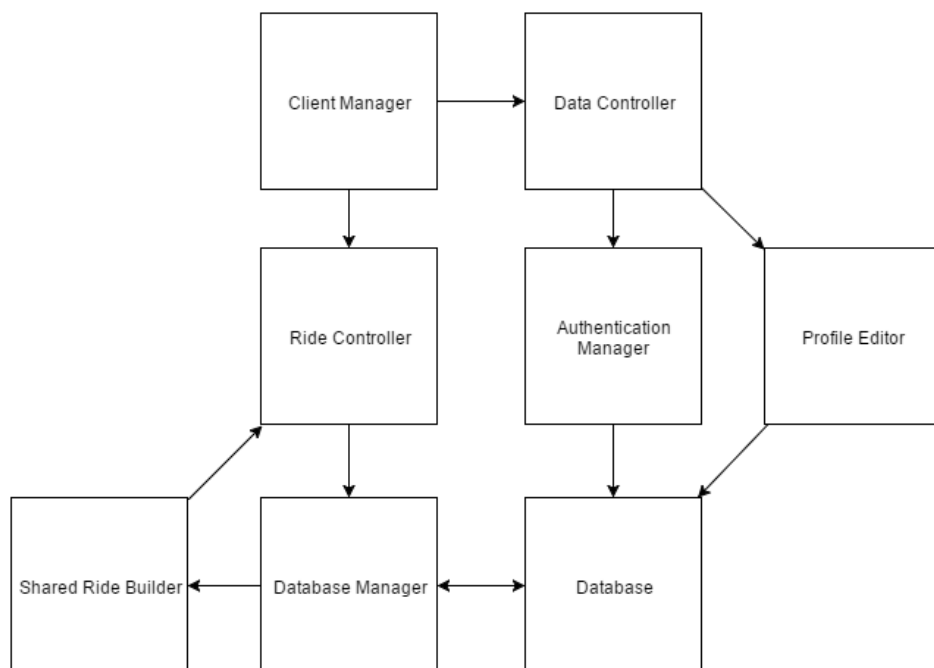 Client Manager
Data Controller
Ride Controller
Authentication
Manager
Profile Editor
Shared Ride Builder
Database Manager
Database